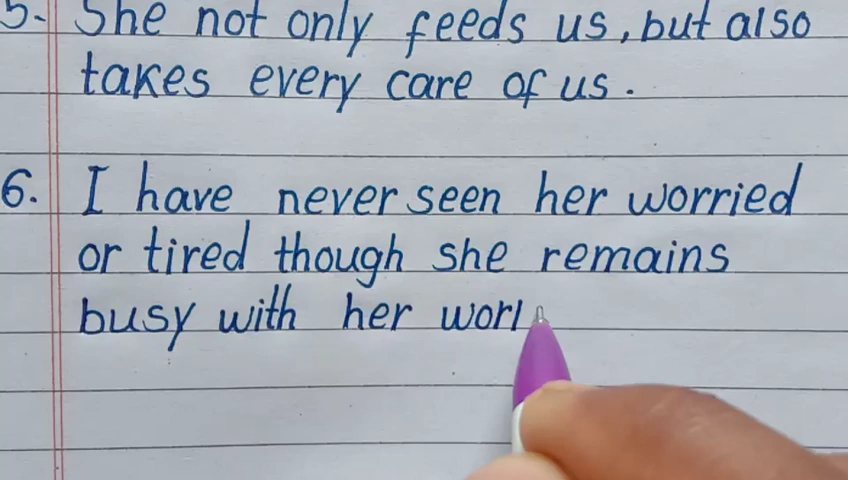 5. She not only feeds us, but also
takes every care of us.
6. I have never seen her worried
or tired though she remains
busy with her worl